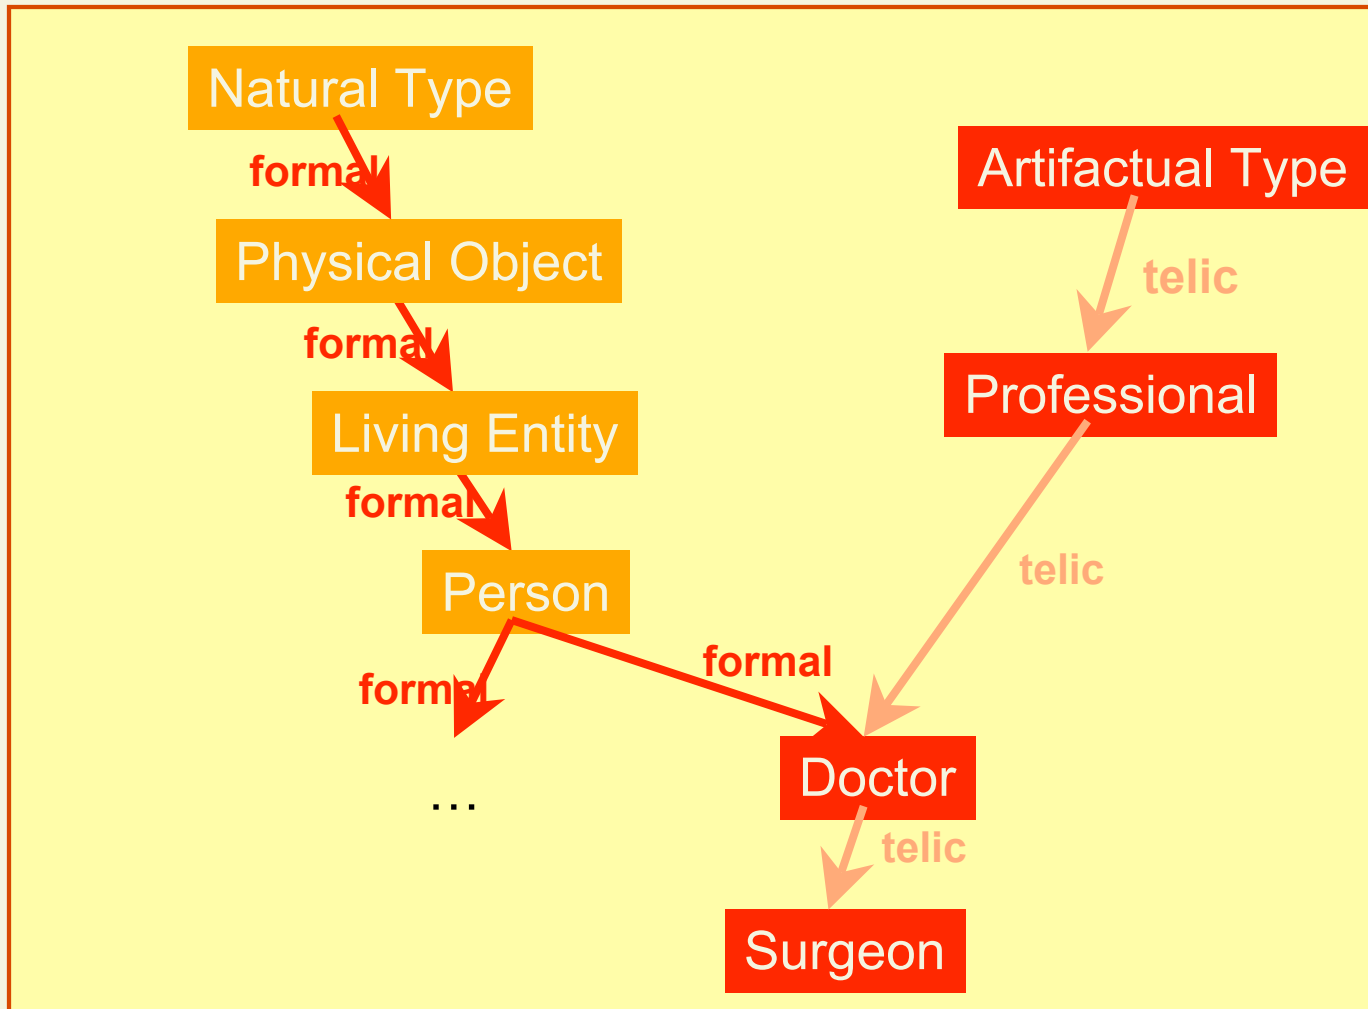 Natural Type
Artifactual Type
formal
Physical Object
telic
formal
Professional
Living Entity
formal
telic
Person
formal
formal
Doctor
…
telic
Surgeon